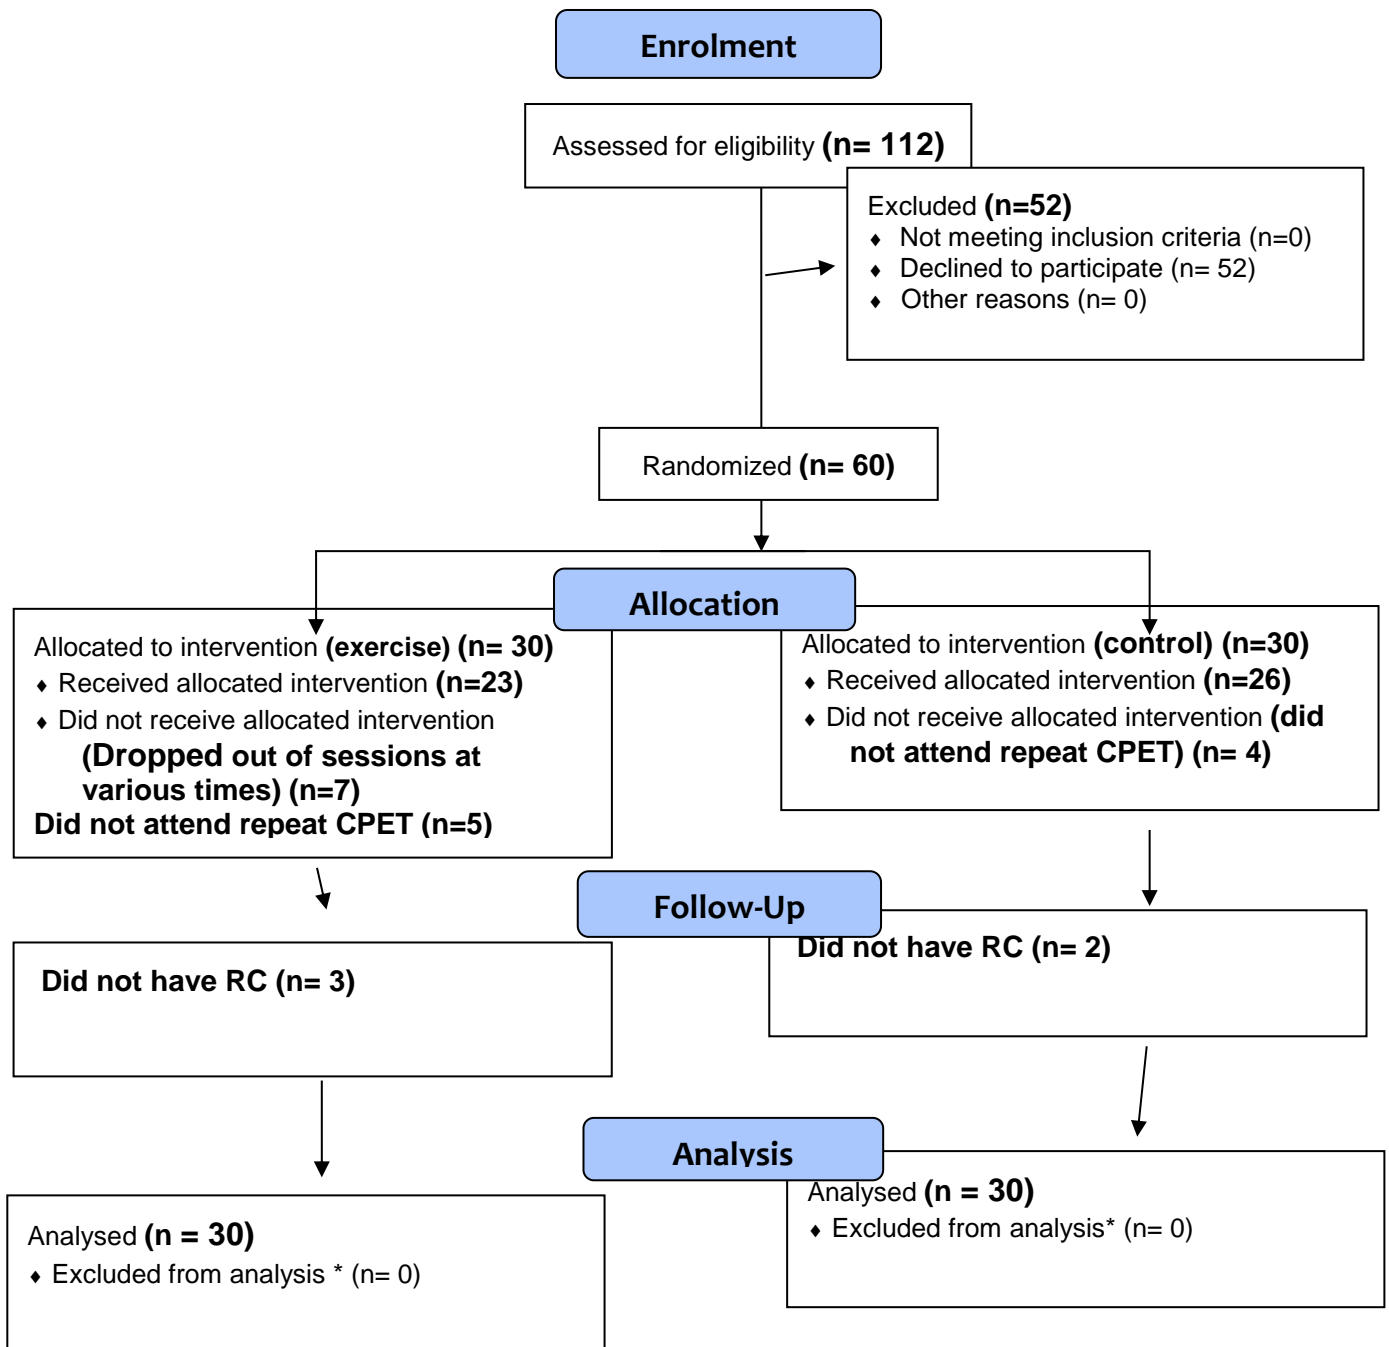 Enrolment
Assessed for eligibility (n= 112)
Excluded (n=52)
♦ Not meeting inclusion criteria (n=0)
♦ Declined to participate (n= 52)
♦ Other reasons (n= 0)
Randomized (n= 60)
Allocation
Allocated to intervention (exercise) (n= 30)
♦ Received allocated intervention (n=23)
♦ Did not receive allocated intervention
(Dropped out of sessions at
various times) (n=7)
Did not attend repeat CPET (n=5)
Allocated to intervention (control) (n=30)
♦ Received allocated intervention (n=26)
♦ Did not receive allocated intervention (did
not attend repeat CPET) (n= 4)
Follow-Up
Did not have RC (n= 3)
Did not have RC (n= 2)
Analysis
Analysed (n = 30)
♦ Excluded from analysis * (n= 0)
Analysed (n = 30)
♦ Excluded from analysis* (n= 0)